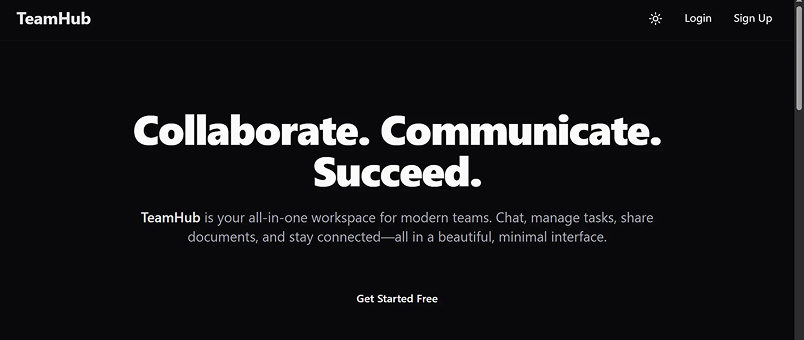 TeamHub
Login
Sign Up
Collaborate. Communicate.
Succeed.
TeamHub is your all-in-one workspace for modern teams. Chat, manage tasks, share
documents, and stay connected—all in a beautiful, minimal interface.
Get Started Free